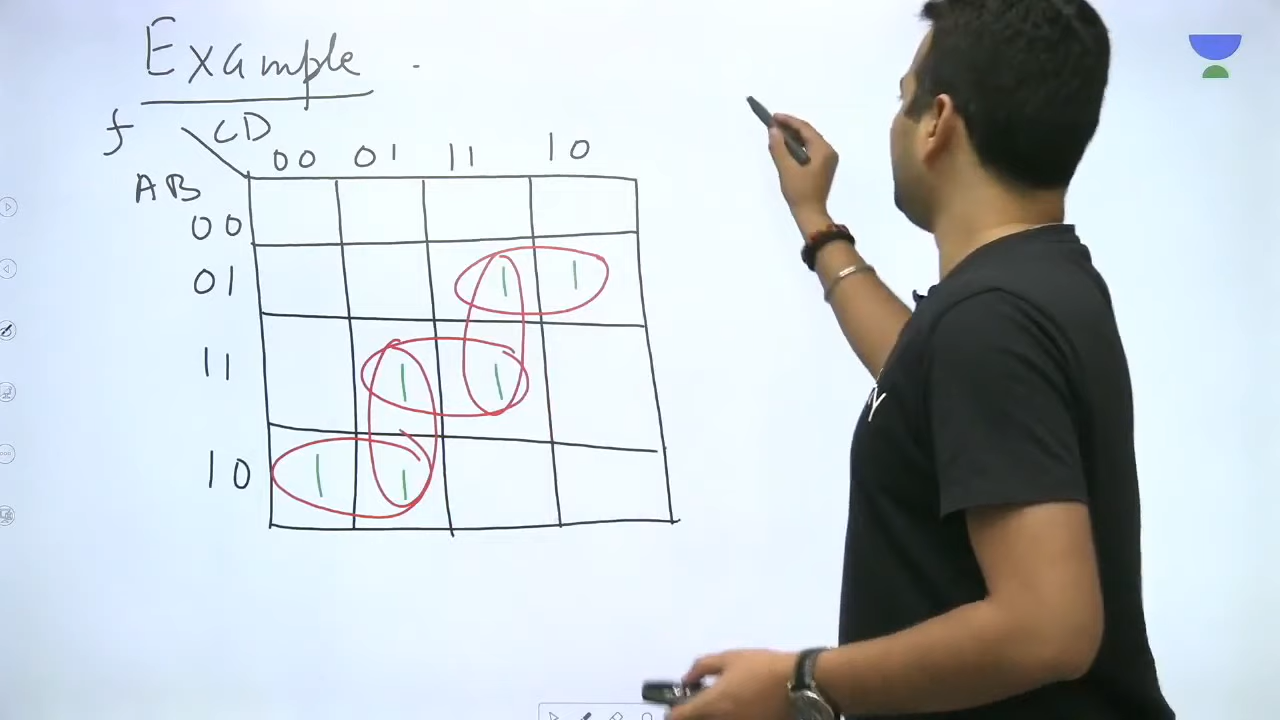 Example .
f CD
00 01 11 10
AB
00
01 1 1
11 1 1
10 1 1